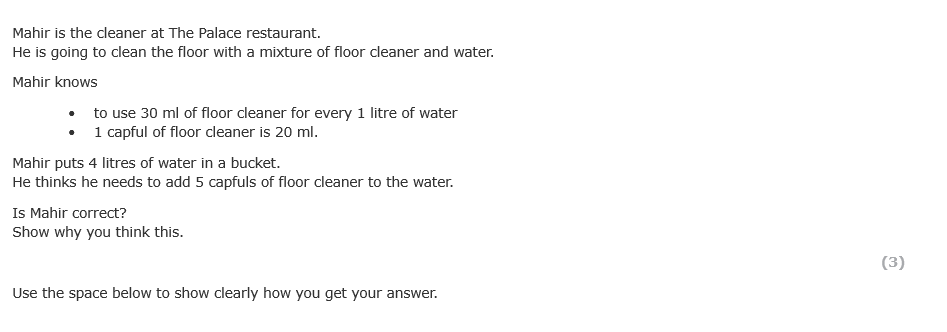 Mahir is the cleaner at The Palace restaurant.
He is going to clean the floor with a mixture of floor cleaner and water.
Mahir knows
• to use 30 ml of floor cleaner for every 1 litre of water
• 1 capful of floor cleaner is 20 ml.
Mahir puts 4 litres of water in a bucket.
He thinks he needs to add 5 capfuls of floor cleaner to the water.
Is Mahir correct?
Show why you think this.
(3)
Use the space below to show clearly how you get your answer.